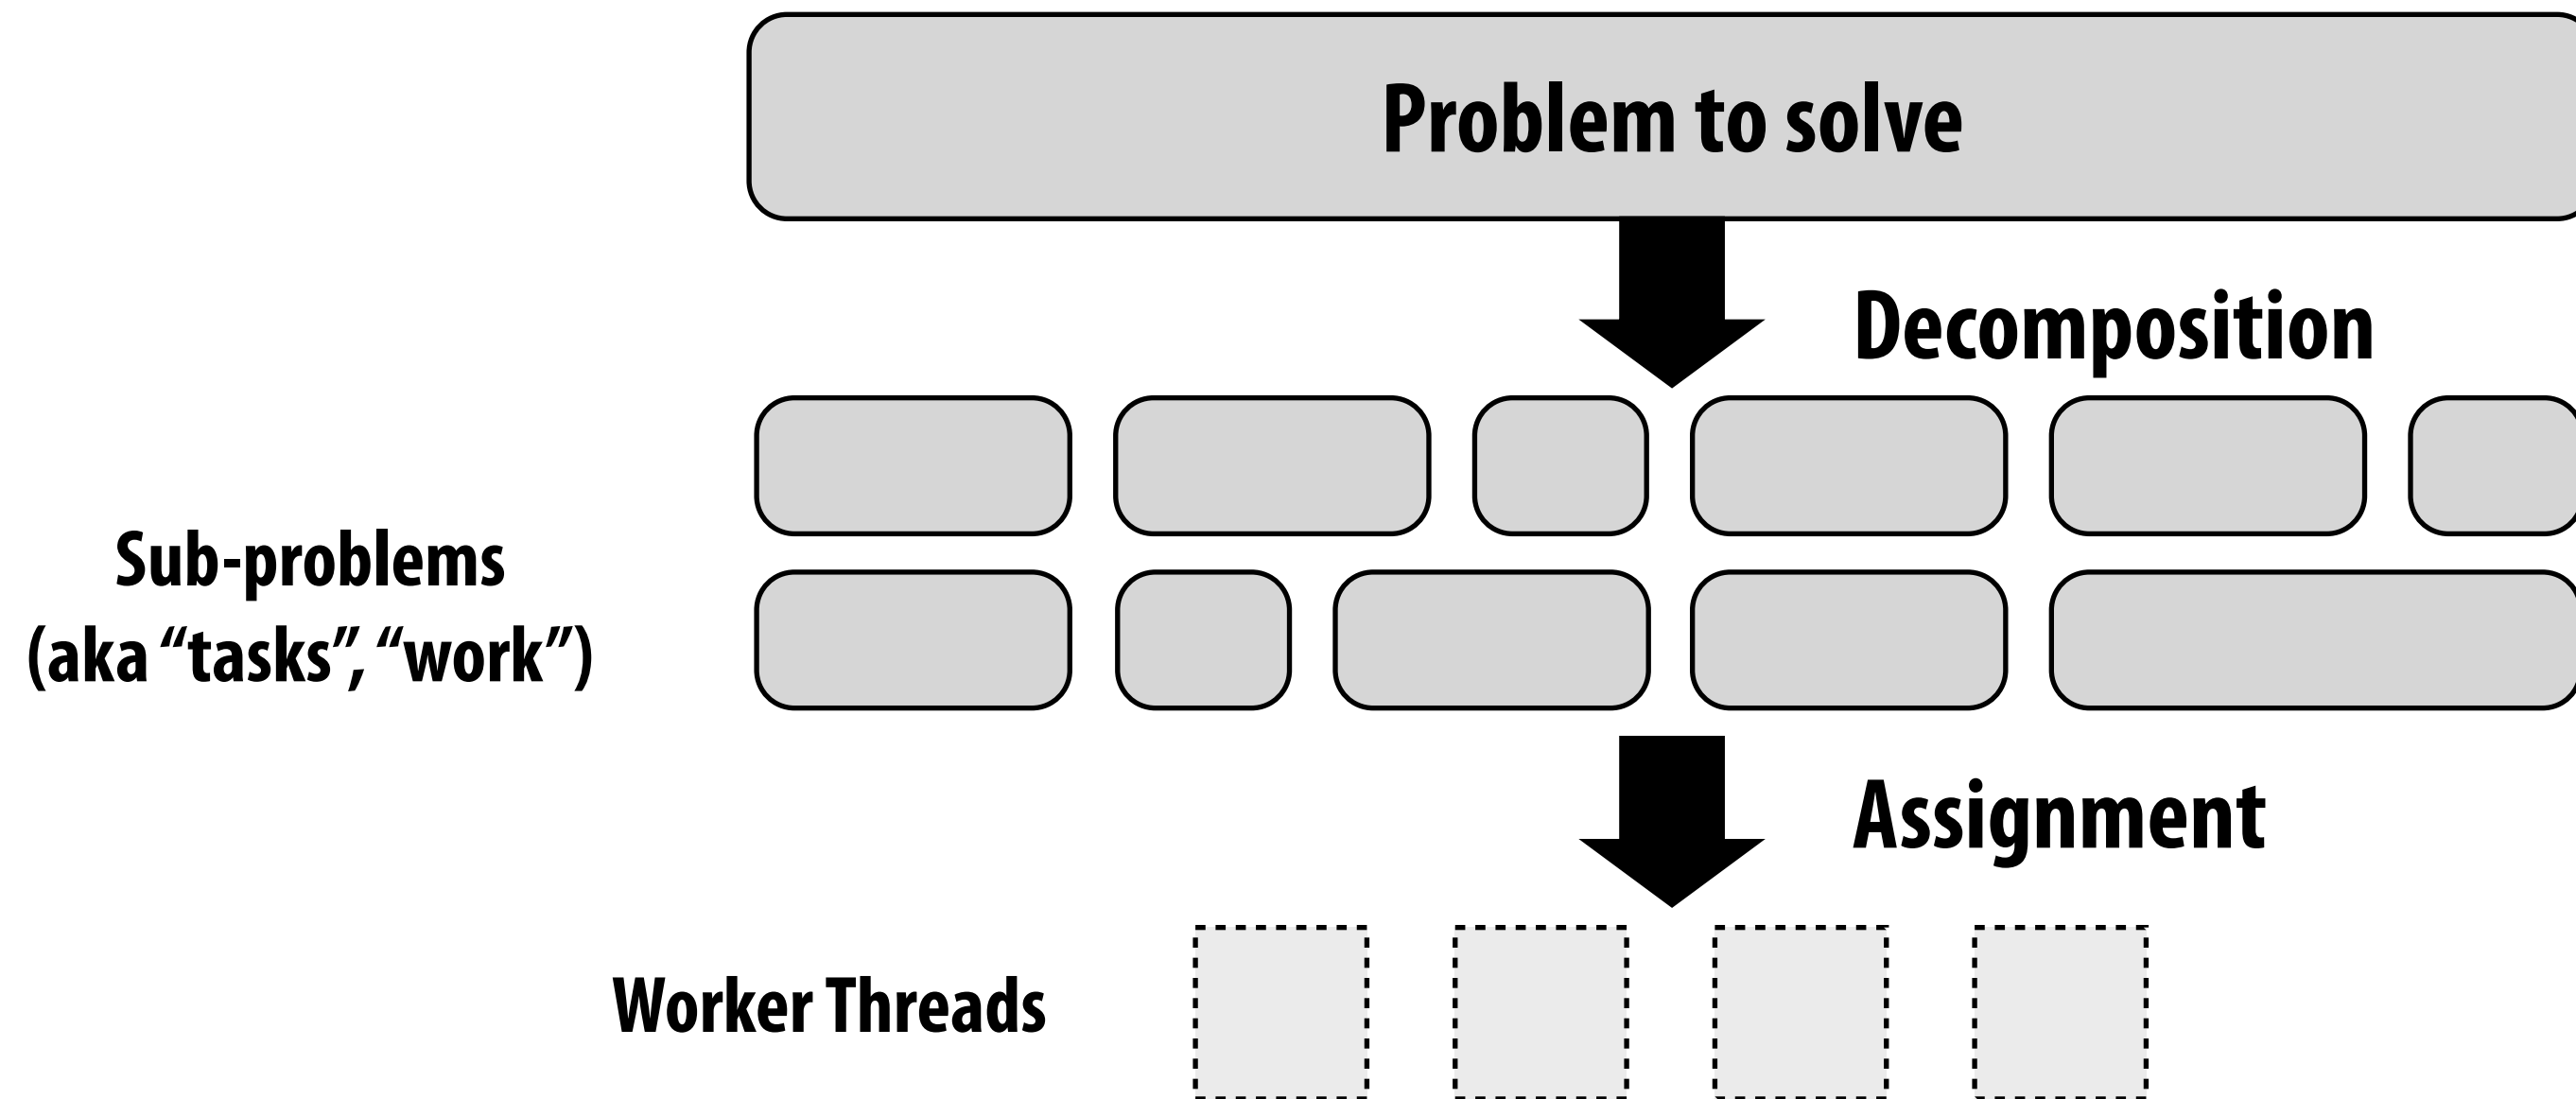 Problem to solve
Decomposition
Sub-problems
(aka “tasks”, “work”)
Assignment
Worker Threads